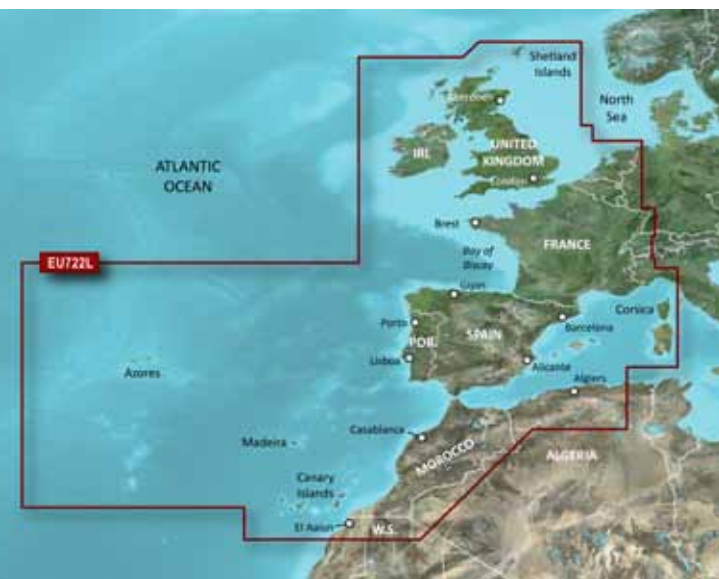 Shetland
Islands
Aberdeen
North
Sea
ATLANTIC
OCEAN
IRL
UNITED
KINGDOM
London
Brest
FRANCE
Bay of
Biscay
EU722L
Gijon
Corsica
Porto
POR.
SPAIN
Barcelona
Lisboa
Alicante
Azores
Algiers
Casablanca
Madeira
MOROCCO
ALGERIA
Canary
Islands
El Aaiun
W.S.